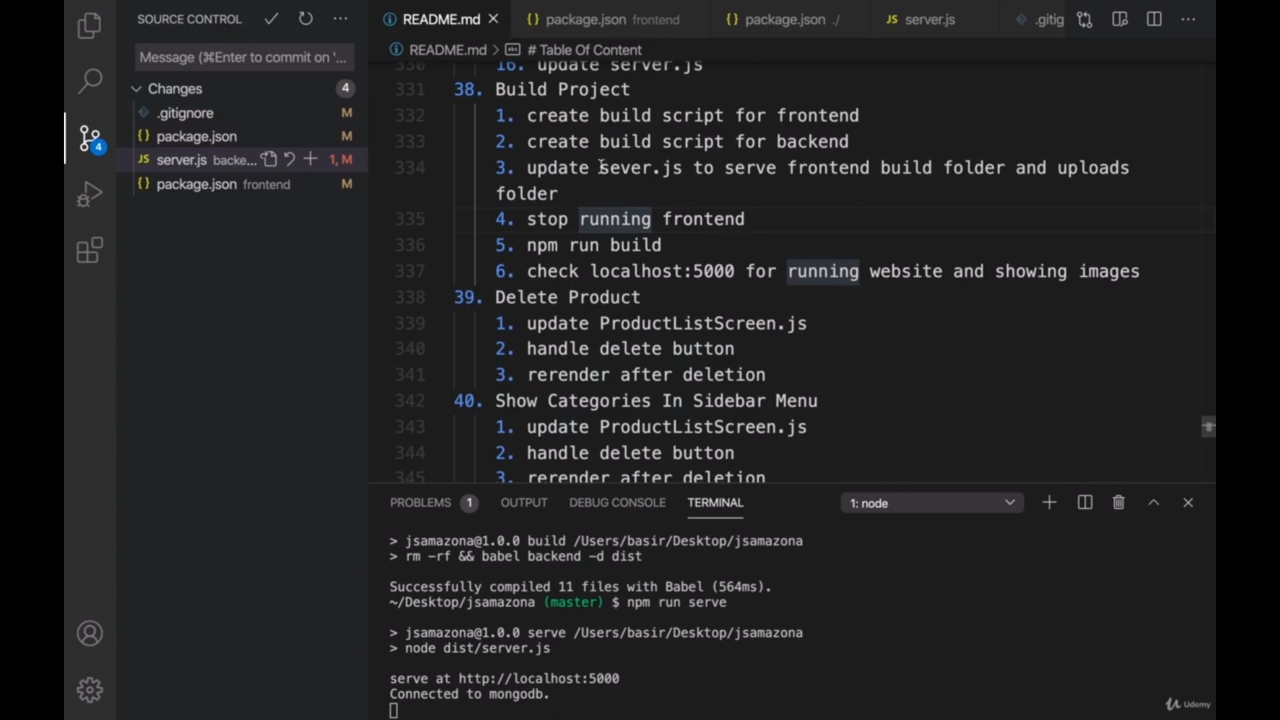 SOURCE CONTROL
README.md
package.json frontend
package.json ./
server.js
.gitig
README.md > # Table Of Content
Message (⌘Enter to commit on '...
Changes 4
.gitignore M
package.json M
server.js backe... 1, M
package.json frontend M
4
330 16. update server.js
331 38. Build Project
332 1. create build script for frontend
333 2. create build script for backend
334 3. update sever.js to serve frontend build folder and uploads
folder
335 4. stop running frontend
336 5. npm run build
337 6. check localhost:5000 for running website and showing images
338 39. Delete Product
339 1. update ProductListScreen.js
340 2. handle delete button
341 3. rerender after deletion
342 40. Show Categories In Sidebar Menu
343 1. update ProductListScreen.js
344 2. handle delete button
345 3. rerender after deletion
PROBLEMS 1 OUTPUT DEBUG CONSOLE TERMINAL 1: node
> jsamazona@1.0.0 build /Users/basir/Desktop/jsamazona
> rm -rf && babel backend -d dist
Successfully compiled 11 files with Babel (564ms).
~/Desktop/jsamazona (master) $ npm run serve
> jsamazona@1.0.0 serve /Users/basir/Desktop/jsamazona
> node dist/server.js
serve at http://localhost:5000
Connected to mongodb.
Udemy